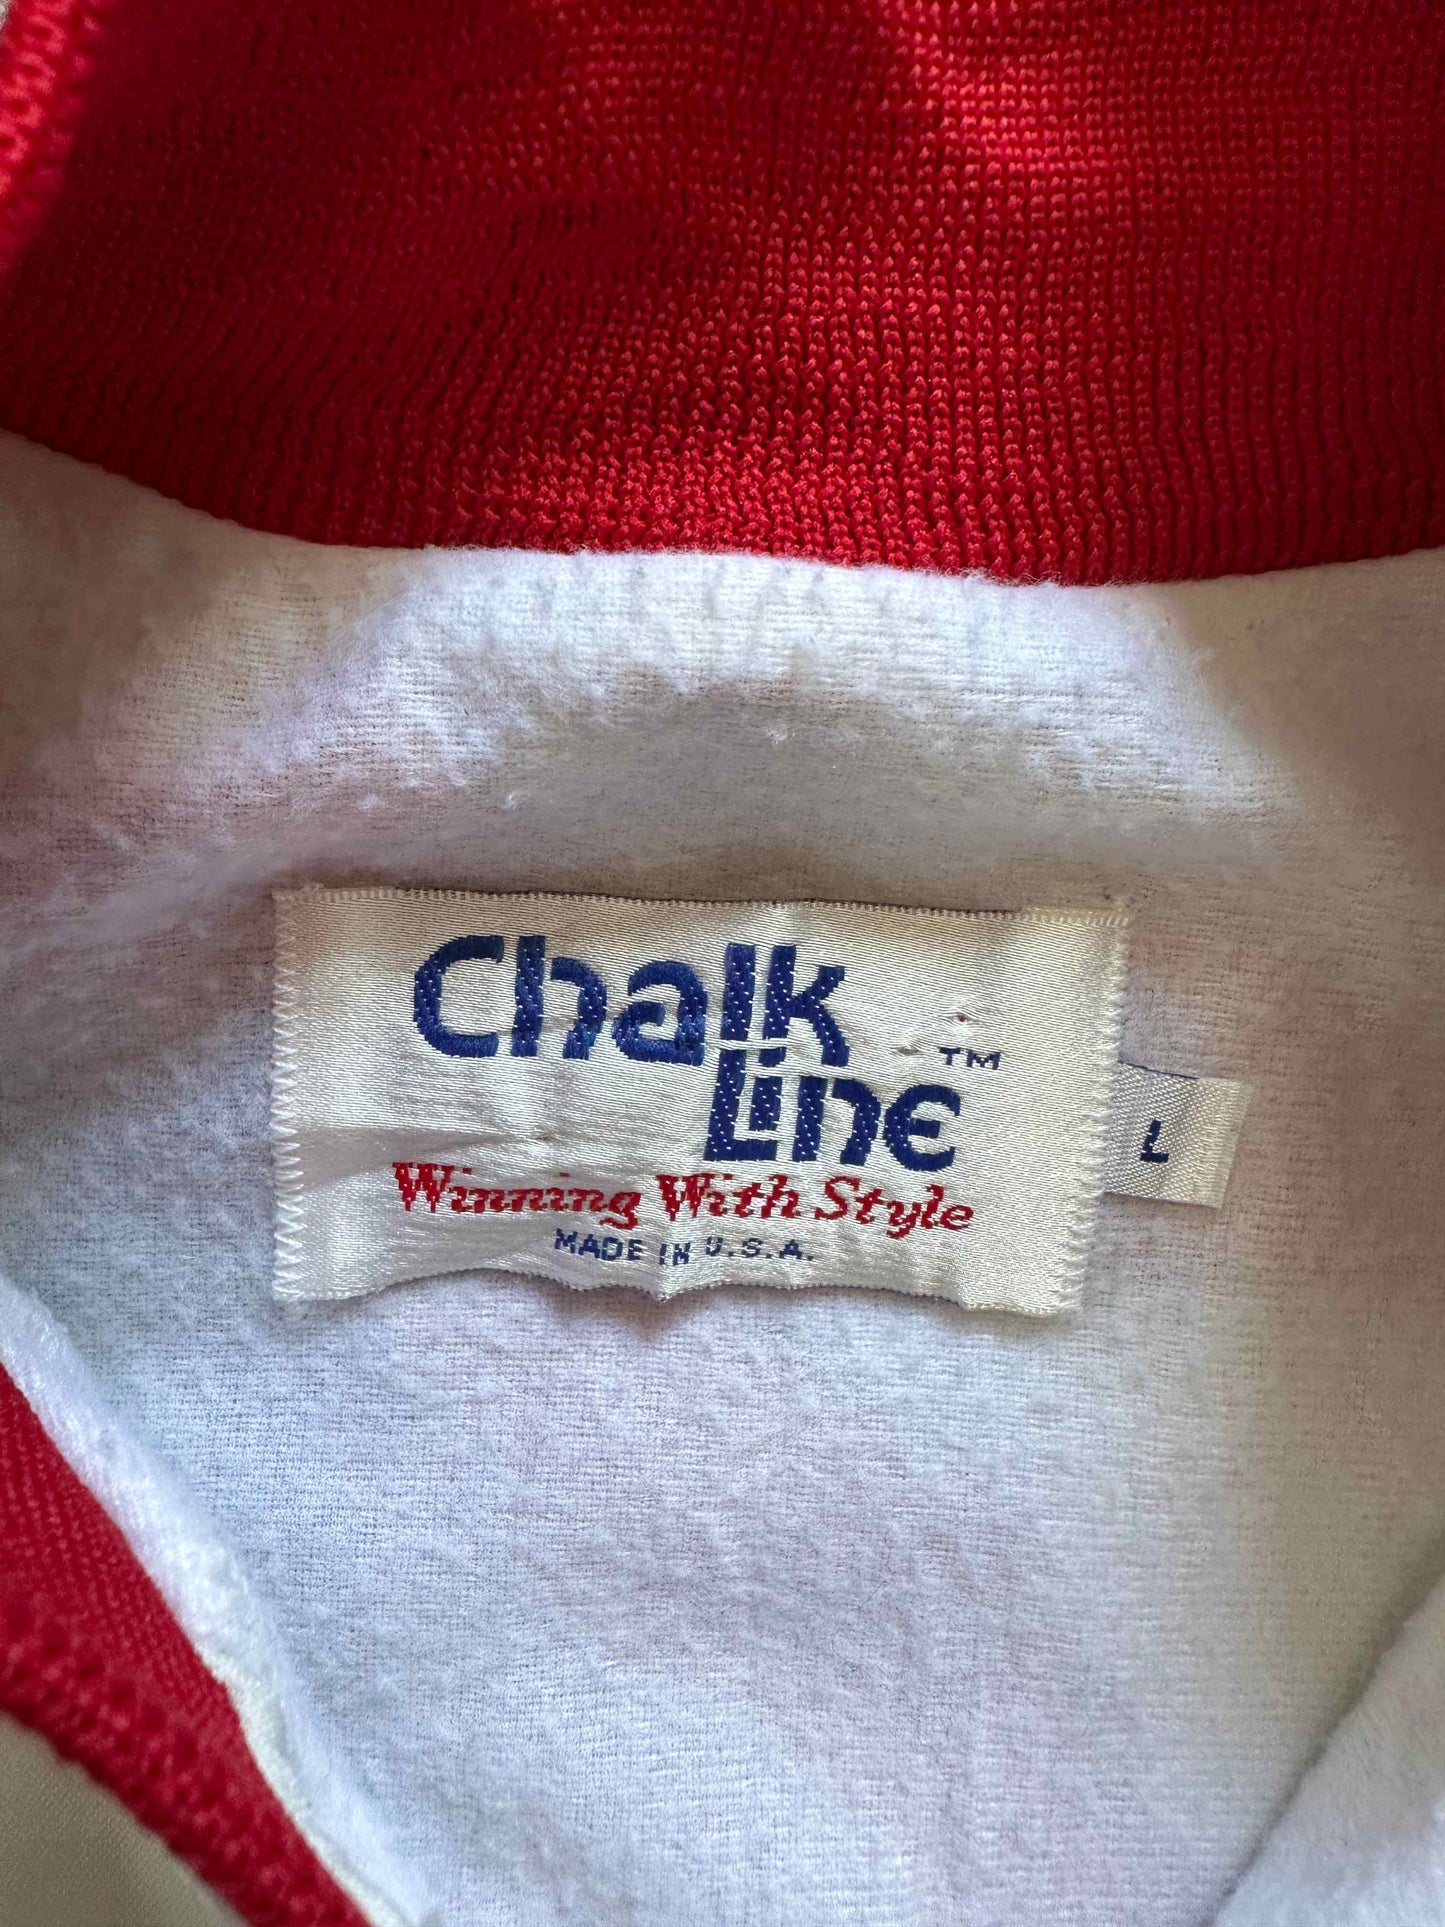 Chalk
Line ™
L
Winning With Style
MADE IN U.S.A.